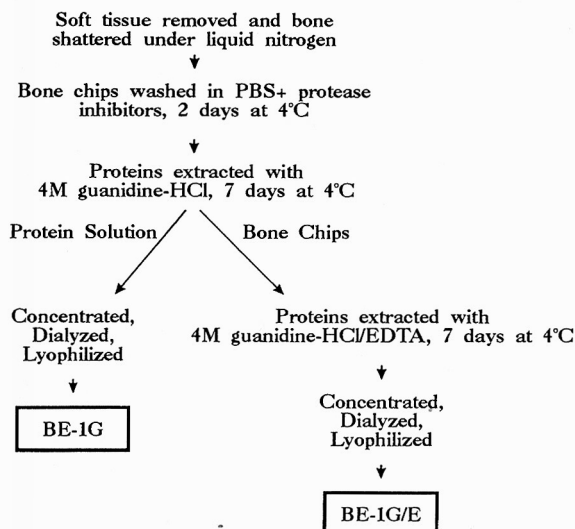 Soft tissue removed and bone
shattered under liquid nitrogen
Bone chips washed in PBS+ protease
inhibitors, 2 days at 4°C
Proteins extracted with
4M guanidine-HCl, 7 days at 4°C
Protein Solution
Bone Chips
Concentrated,
Dialyzed,
Lyophilized
BE-1G
Proteins extracted with
4M guanidine-HCl/EDTA, 7 days at 4°C
Concentrated,
Dialyzed,
Lyophilized
BE-1G/E